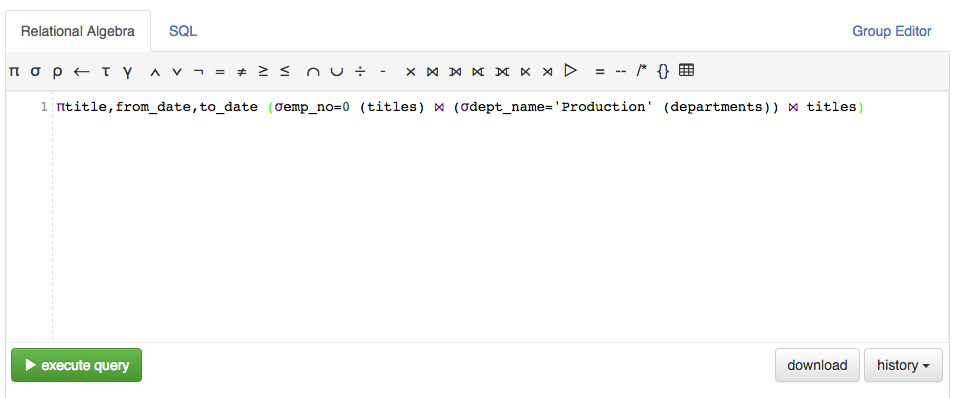 Relational Algebra SQL Group Editor
π σ ρ ← τ γ ∧ ∨ ¬ = ≠ ≥ ≤ ∩ ∪ ÷ - × ⋈ ⟕ ⟖ ⟗ ⋉ ⋊ ▷ = -- /* {}
1 πtitle,from_date,to_date (σemp_no=0 (titles) ⋈ (σdept_name='Production' (departments)) ⋈ titles)
execute query download history